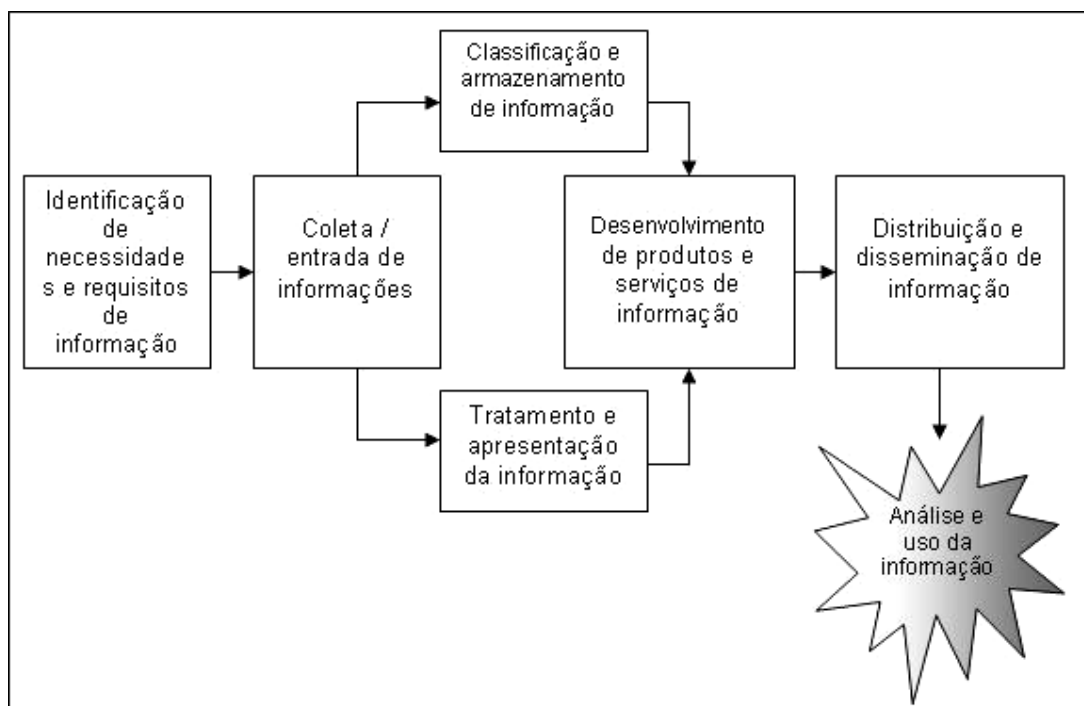 Identificação
de
necessidade
s e requisitos
de
informação
Coleta /
entrada de
informações
Classificação e
armazenamento
de informação
Tratamento e
apresentação
da informação
Desenvolvimento
de produtos e
serviços de
informação
Distribuição e
disseminação de
informação
Análise e
uso da
informação